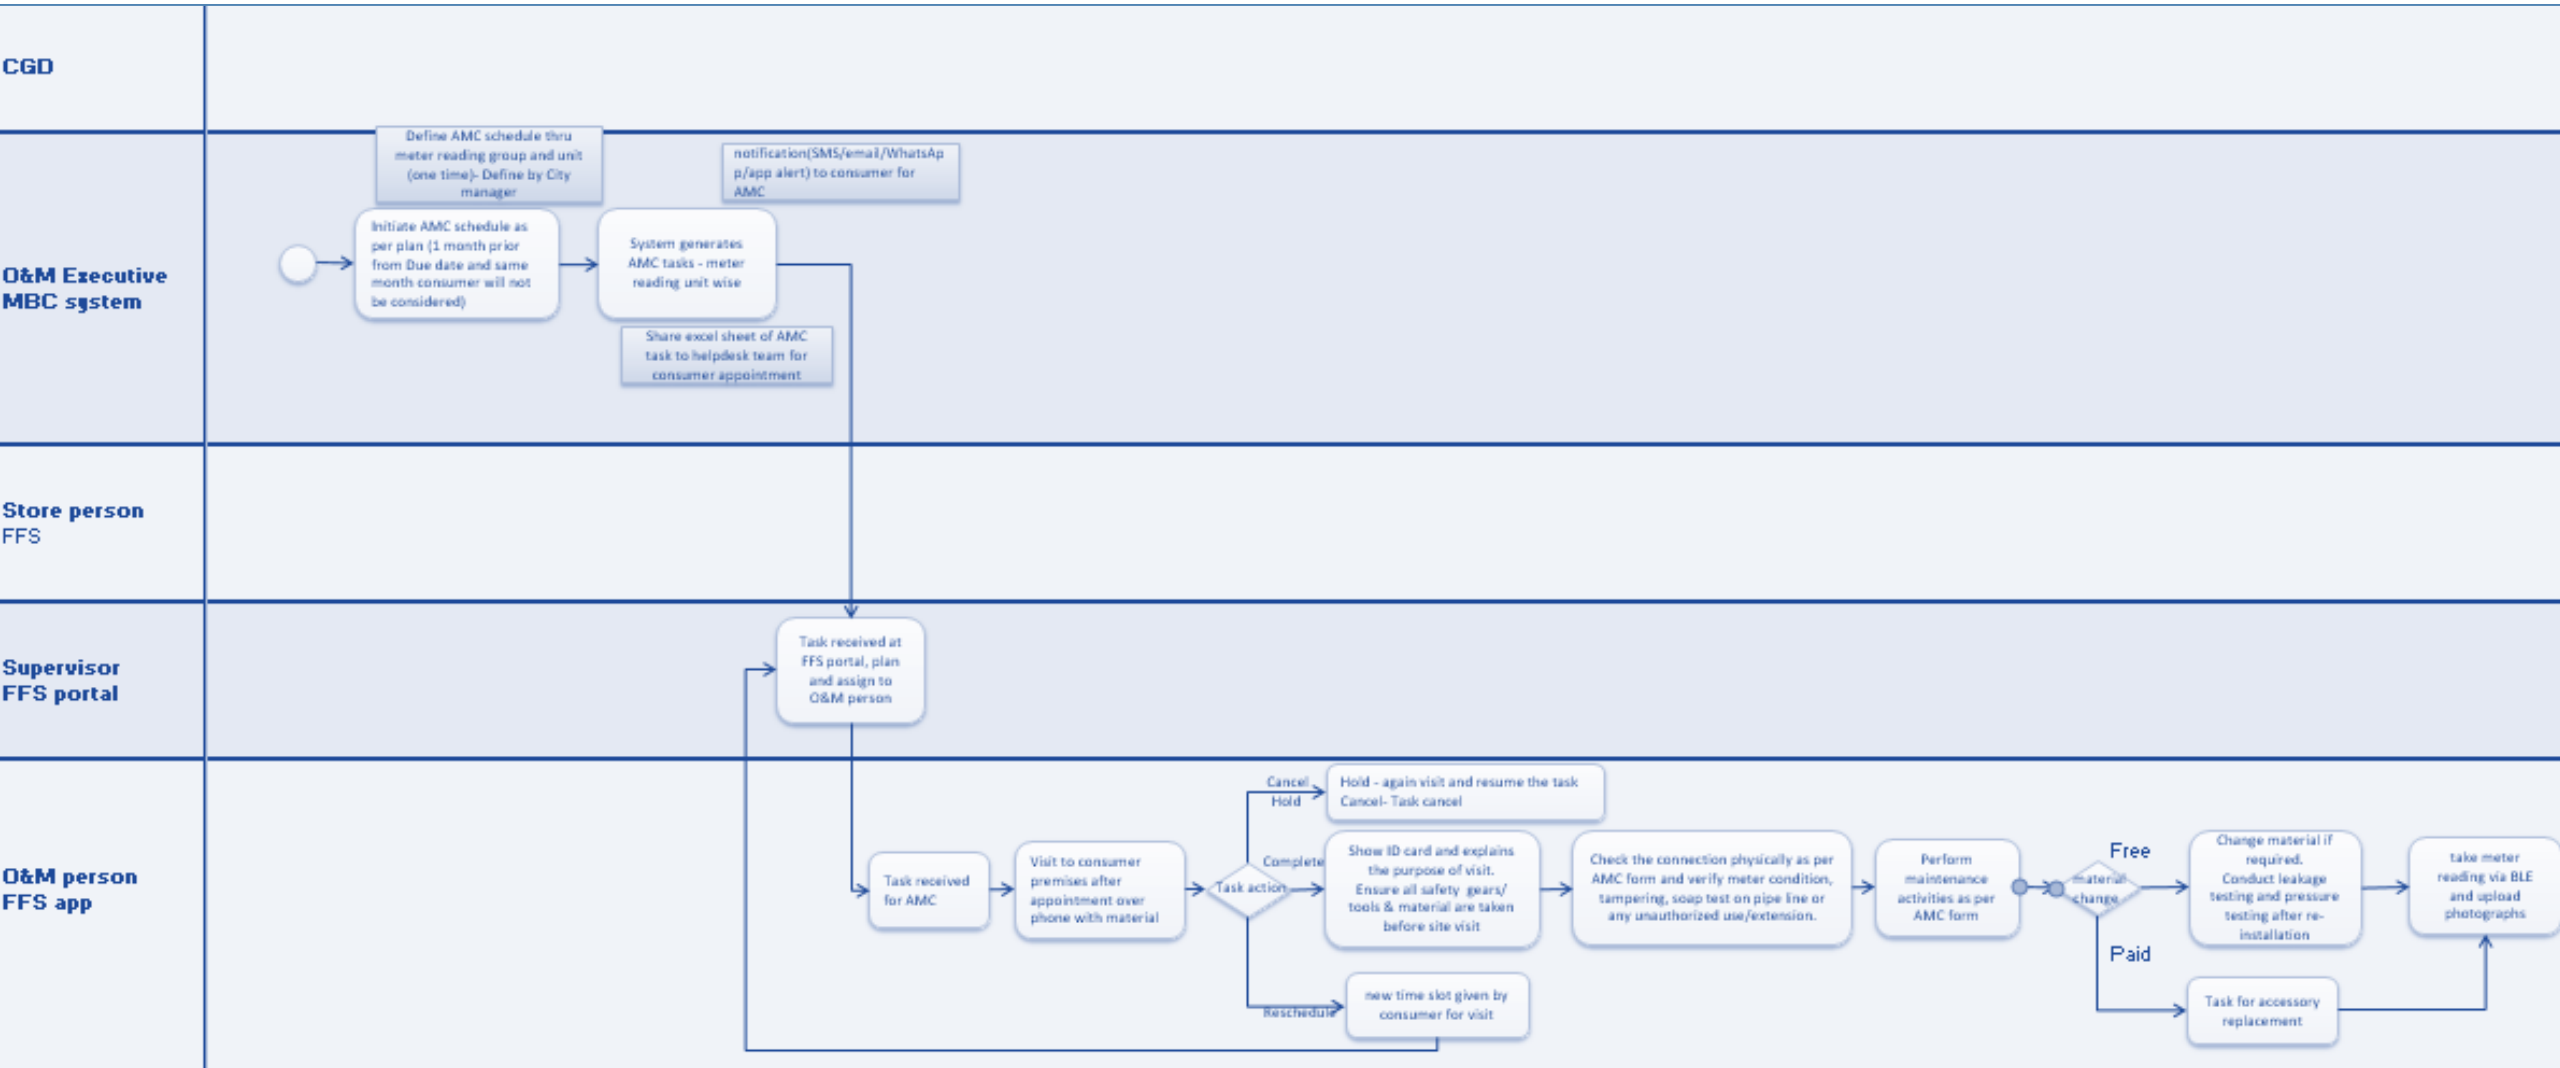 CGD
Define AMC schedule thru
meter reading group and unit
(one time)- Define by City
manager
notification(SMS/email/WhatsAp
p/app alert) to consumer for
AMC
O&M Executive
MBC system
Initiate AMC schedule as
per plan (1 month prior
from Due date and same
month consumer will not
be considered)
System generates
AMC tasks - meter
reading unit wise
Share excel sheet of AMC
task to helpdesk team for
consumer appointment
Store person
FFS
Supervisor
FFS portal
Task received at
FFS portal, plan
and assign to
O&M person
O&M person
FFS app
Task received
for AMC
Visit to consumer
premises after
appointment over
phone with material
Task action
Cancel
Hold
Hold - again visit and resume the task
Cancel- Task cancel
Complete
Show ID card and explains
the purpose of visit.
Ensure all safety gears/
tools & material are taken
before site visit
Reschedule
new time slot given by
consumer for visit
Check the connection physically as per
AMC form and verify meter condition,
tampering, soap test on pipe line or
any unauthorized use/extension.
Perform
maintenance
activities as per
AMC form
material
change
Free
Change material if
required.
Conduct leakage
testing and pressure
testing after re-
installation
Paid
Task for accessory
replacement
take meter
reading via BLE
and upload
photographs